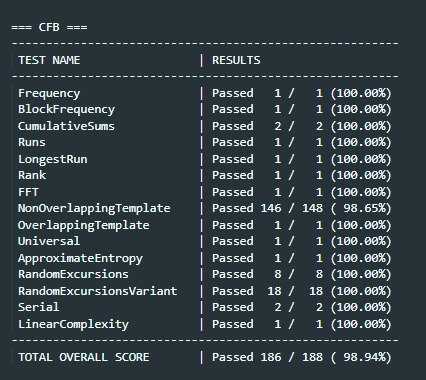 === CFB ===
-------------------------------------------------------
TEST NAME | RESULTS
-------------------------------------------------------
Frequency | Passed 1 / 1 (100.00%)
BlockFrequency | Passed 1 / 1 (100.00%)
CumulativeSums | Passed 2 / 2 (100.00%)
Runs | Passed 1 / 1 (100.00%)
LongestRun | Passed 1 / 1 (100.00%)
Rank | Passed 1 / 1 (100.00%)
FFT | Passed 1 / 1 (100.00%)
NonOverlappingTemplate | Passed 146 / 148 ( 98.65%)
OverlappingTemplate | Passed 1 / 1 (100.00%)
Universal | Passed 1 / 1 (100.00%)
ApproximateEntropy | Passed 1 / 1 (100.00%)
RandomExcursions | Passed 8 / 8 (100.00%)
RandomExcursionsVariant | Passed 18 / 18 (100.00%)
Serial | Passed 2 / 2 (100.00%)
LinearComplexity | Passed 1 / 1 (100.00%)
-------------------------------------------------------
TOTAL OVERALL SCORE | Passed 186 / 188 ( 98.94%)
-------------------------------------------------------